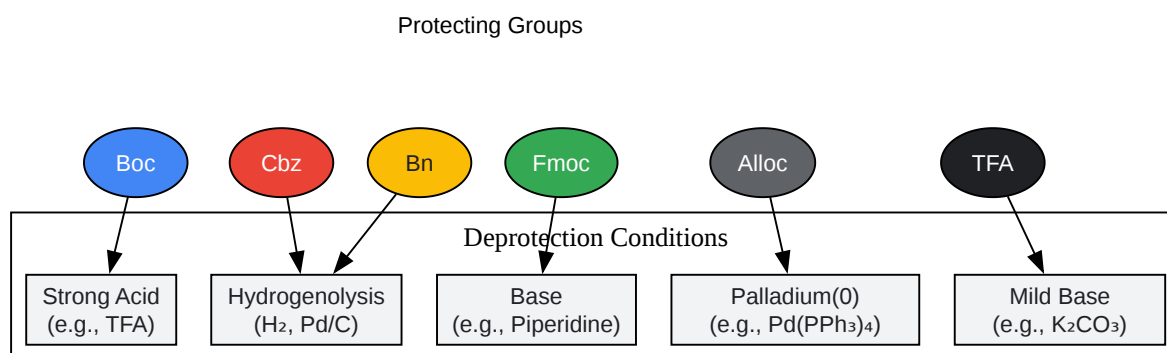 Protecting Groups
Boc
Cbz
Bn
Fmoc
Alloc
TFA
Deprotection Conditions
Strong Acid
(e.g., TFA)
Hydrogenolysis
(H₂, Pd/C)
Base
(e.g., Piperidine)
Palladium(0)
(e.g., Pd(PPh₃)₄)
Mild Base
(e.g., K₂CO₃)